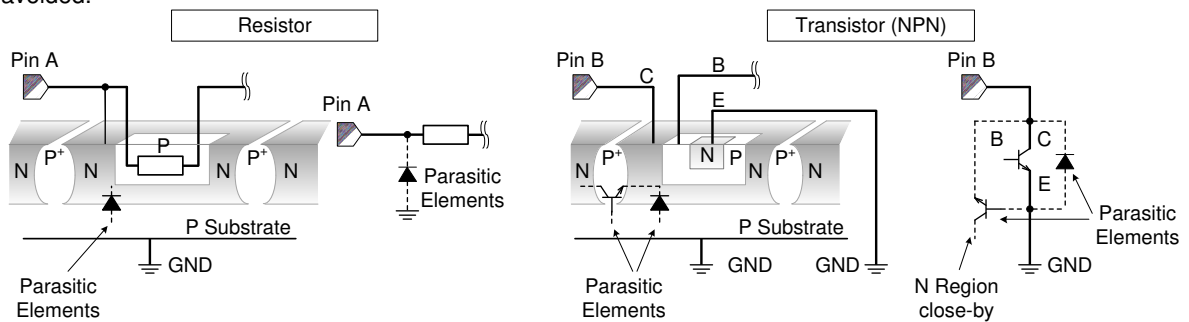 avoided.
Resistor
Transistor (NPN)
Pin A
Pin A
Pin B
C
B
E
Pin B
N
P+
N
P
N
P+
N
Parasitic
Elements
P Substrate
GND
Parasitic
Elements
N
P+
N
N
P
N
P+
N
P Substrate
GND
GND
Parasitic
Elements
B
C
E
Parasitic
Elements
GND
N Region
close-by